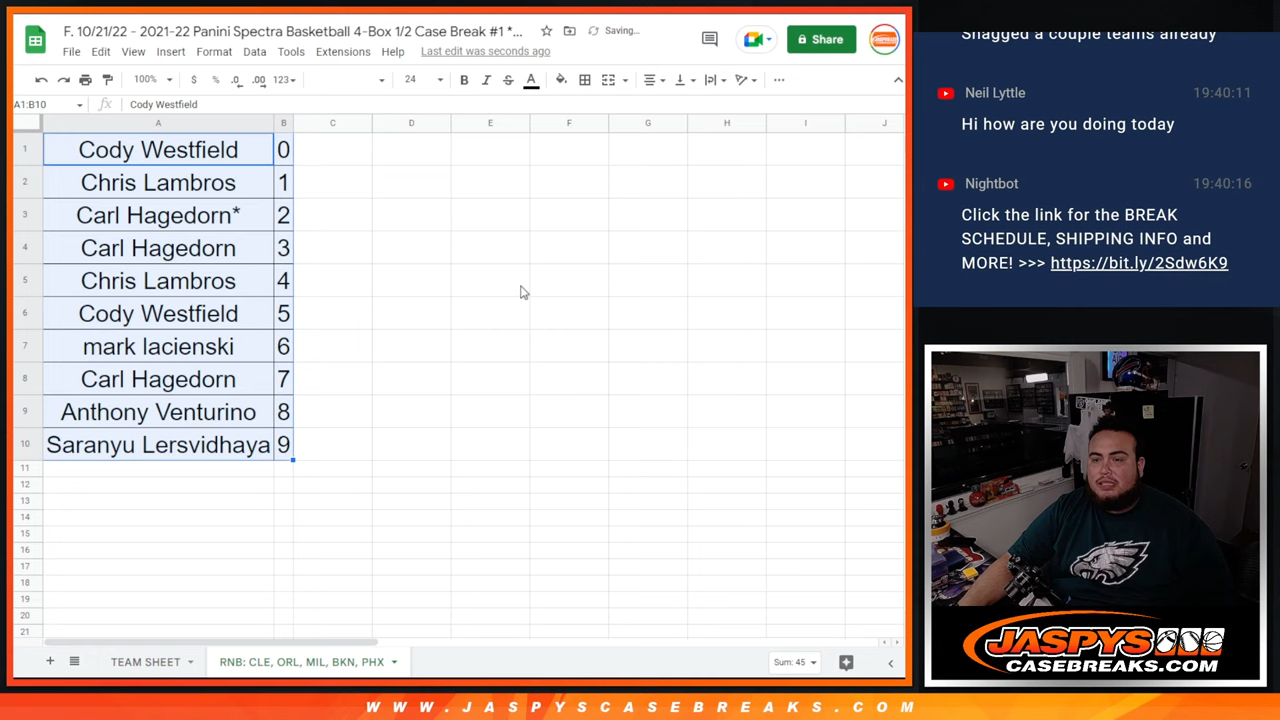 F. 10/21/22 - 2021-22 Panini Spectra Basketball 4-Box 1/2 Case Break #1 *...
Saving...
File Edit View Insert Format Data Tools Extensions Help Last edit was seconds ago
Share
100% $ % .0 .00 123 24 B I S A
A1:B10 fx Cody Westfield
A B C D E F G H I J
1 Cody Westfield 0
2 Chris Lambros 1
3 Carl Hagedorn* 2
4 Carl Hagedorn 3
5 Chris Lambros 4
6 Cody Westfield 5
7 mark lacienski 6
8 Carl Hagedorn 7
9 Anthony Venturino 8
10 Saranyu Lersvidhaya 9
11
12
13
14
15
16
17
18
19
20
21
TEAM SHEET RNB: CLE, ORL, MIL, BKN, PHX Sum: 45
Snagged a couple teams already
Neil Lyttle 19:40:11
Hi how are you doing today
Nightbot 19:40:16
Click the link for the BREAK
SCHEDULE, SHIPPING INFO and
MORE! >>> https://bit.ly/2Sdw6K9
JASPYS
CASEBREAKS.COM
WWW.JASPYSCASEBREAKS.COM